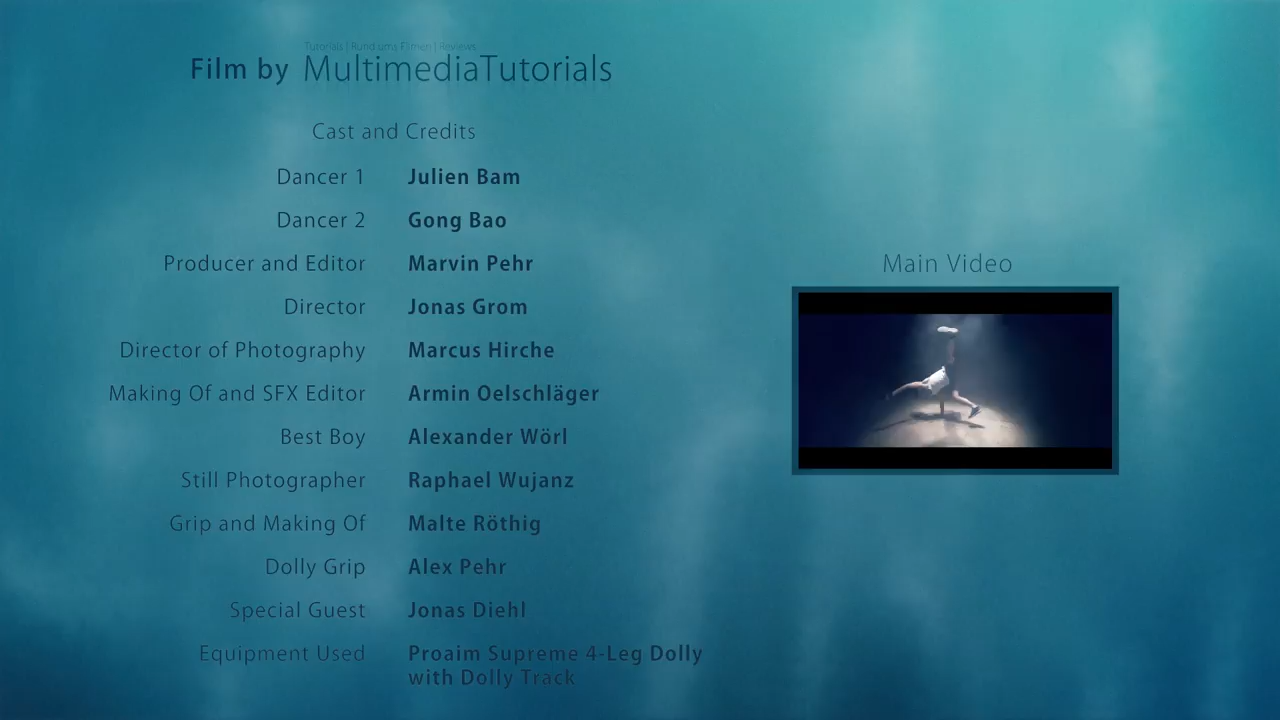 Tutorials | Rund ums Filmen | Reviews
Film by MultimediaTutorials
Cast and Credits
Dancer 1 Julien Bam
Dancer 2 Gong Bao
Producer and Editor Marvin Pehr
Director Jonas Grom
Director of Photography Marcus Hirche
Making Of and SFX Editor Armin Oelschläger
Best Boy Alexander Wörl
Still Photographer Raphael Wujanz
Grip and Making Of Malte Röthig
Dolly Grip Alex Pehr
Special Guest Jonas Diehl
Equipment Used Proaim Supreme 4-Leg Dolly
with Dolly Track
Main Video